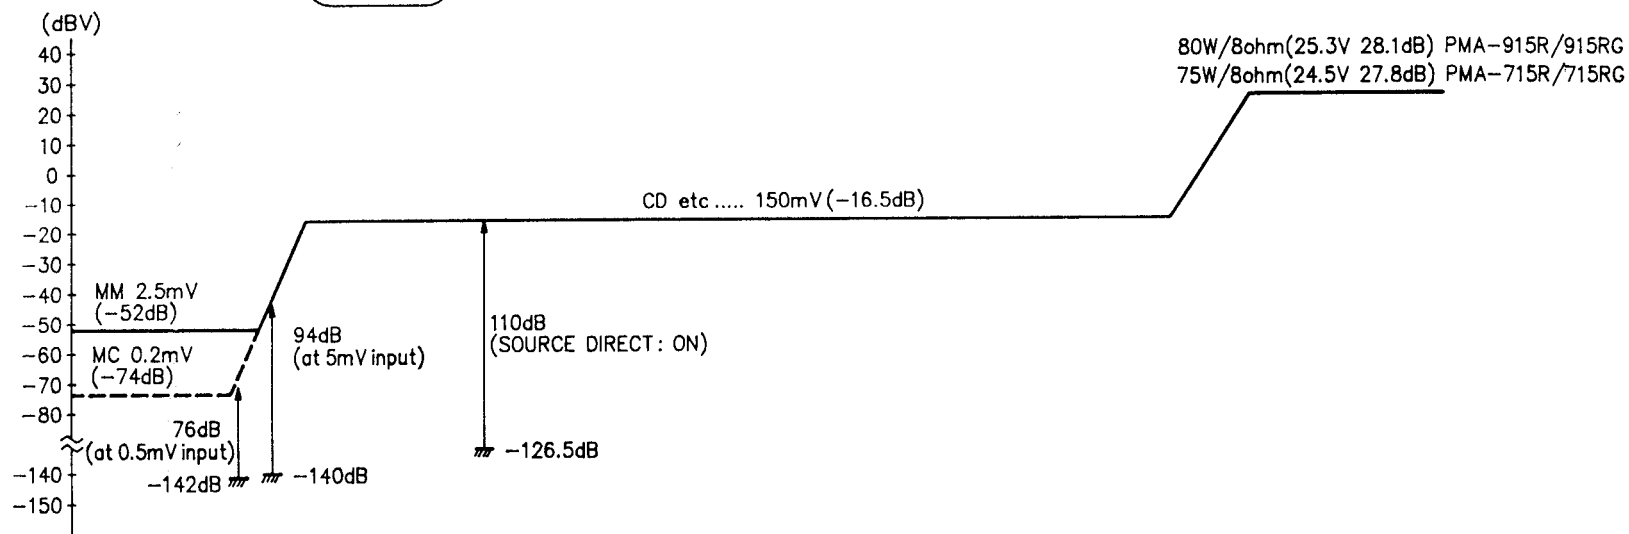 (dBV)
40
30
20
10
0
−10
−20
−30
−40
−50
−60
−70
−80
−140
−150
80W/8ohm(25.3V 28.1dB) PMA−915R/915RG
75W/8ohm(24.5V 27.8dB) PMA−715R/715RG
CD etc..... 150mV(−16.5dB)
MM 2.5mV
(−52dB)
MC 0.2mV
(−74dB)
94dB
(at 5mV input)
110dB
(SOURCE DIRECT: ON)
76dB
(at 0.5mV input)
−142dB
−140dB
−126.5dB